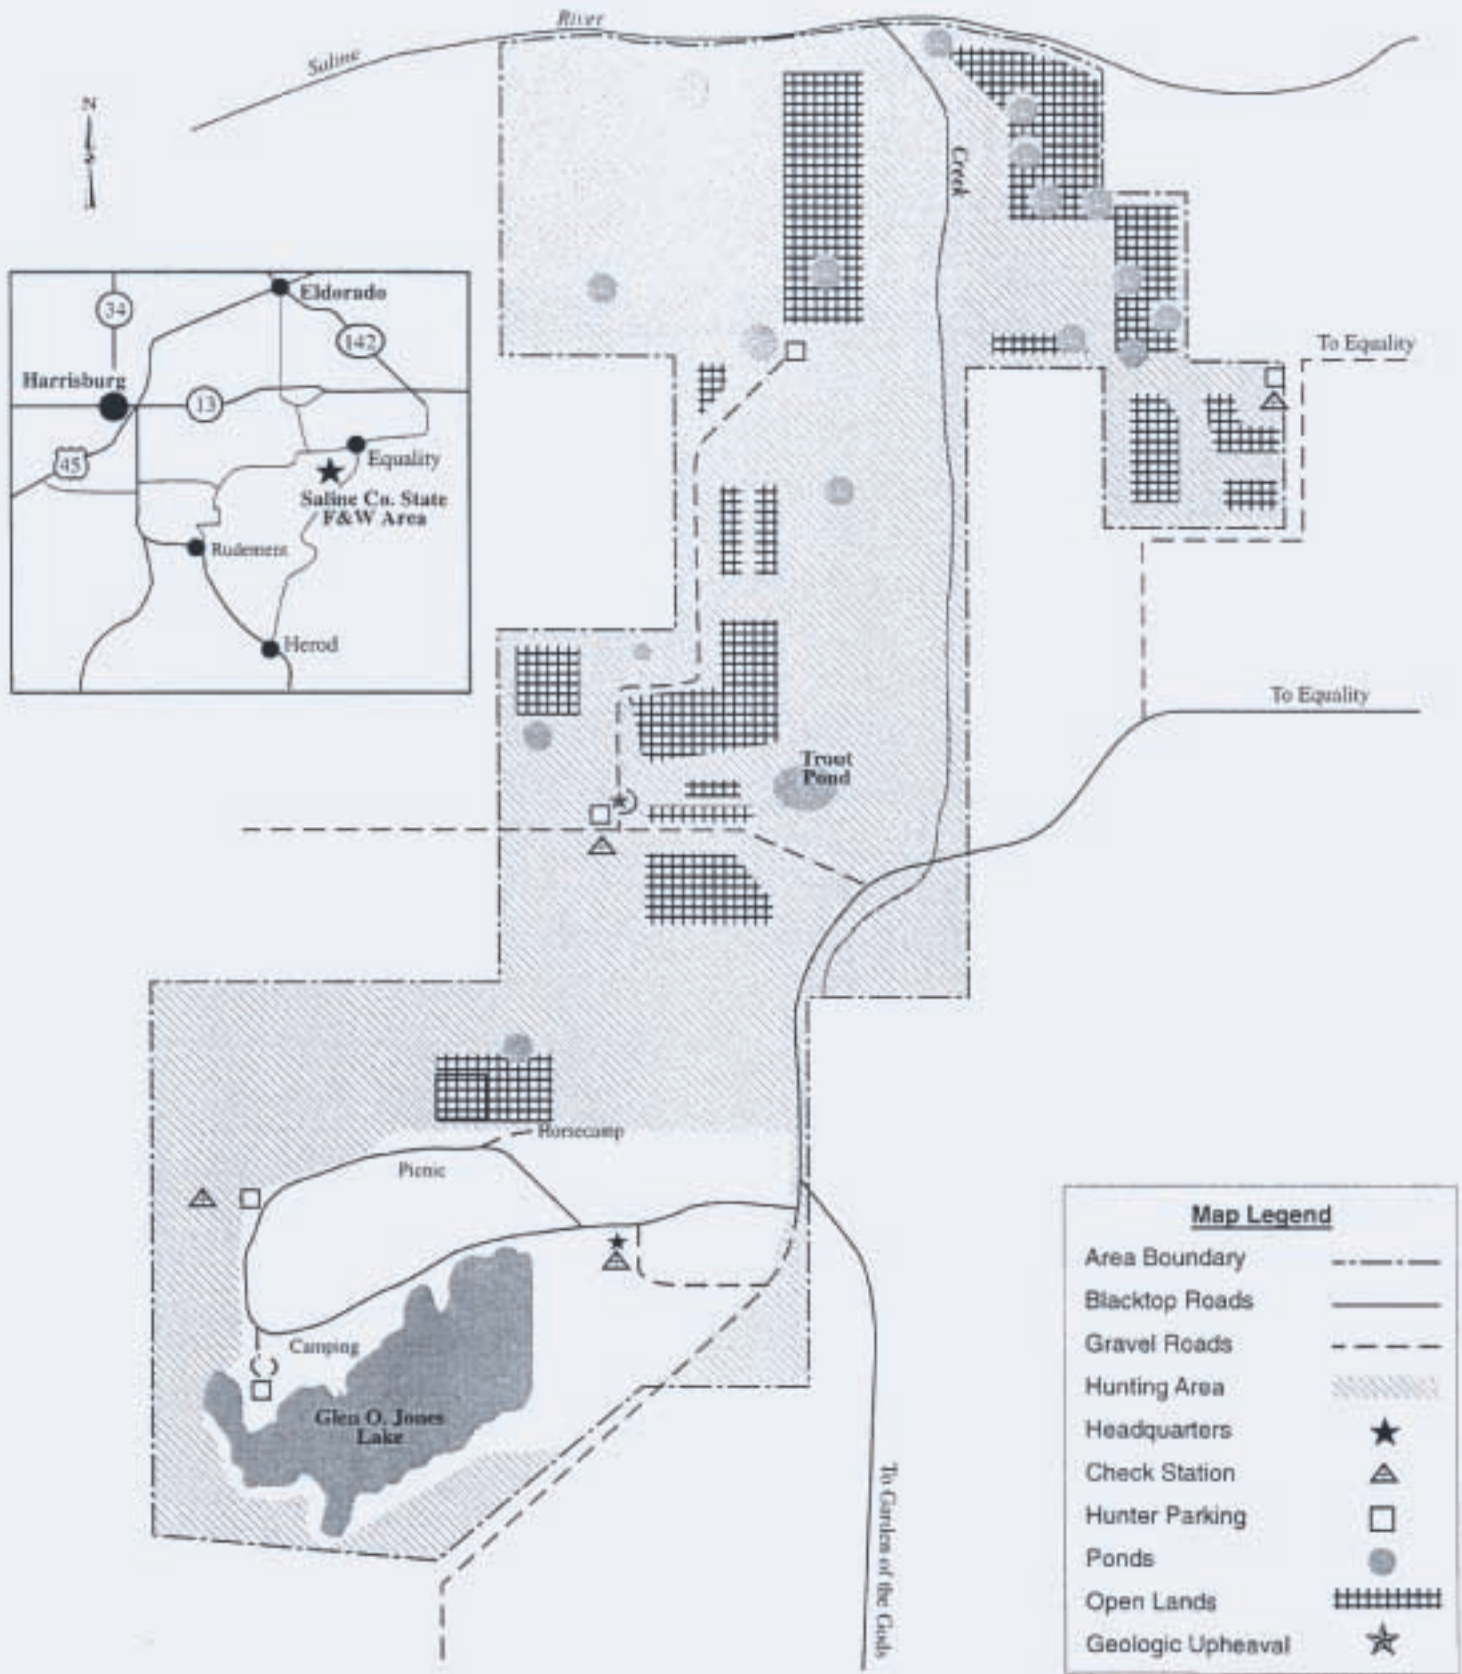 River
Saline
N
Creek
34
Eldorado
142
Harrisburg
13
45
Equality
Saline Co. State
F&W Area
Rudement
Herod
To Equality
To Equality
Trout
Pond
Horsecamp
Picnic
Camping
Glen O. Jones
Lake
To Garden of the Gods
Map Legend
Area Boundary
Blacktop Roads
Gravel Roads
Hunting Area
Headquarters
Check Station
Hunter Parking
Ponds
Open Lands
Geologic Upheaval